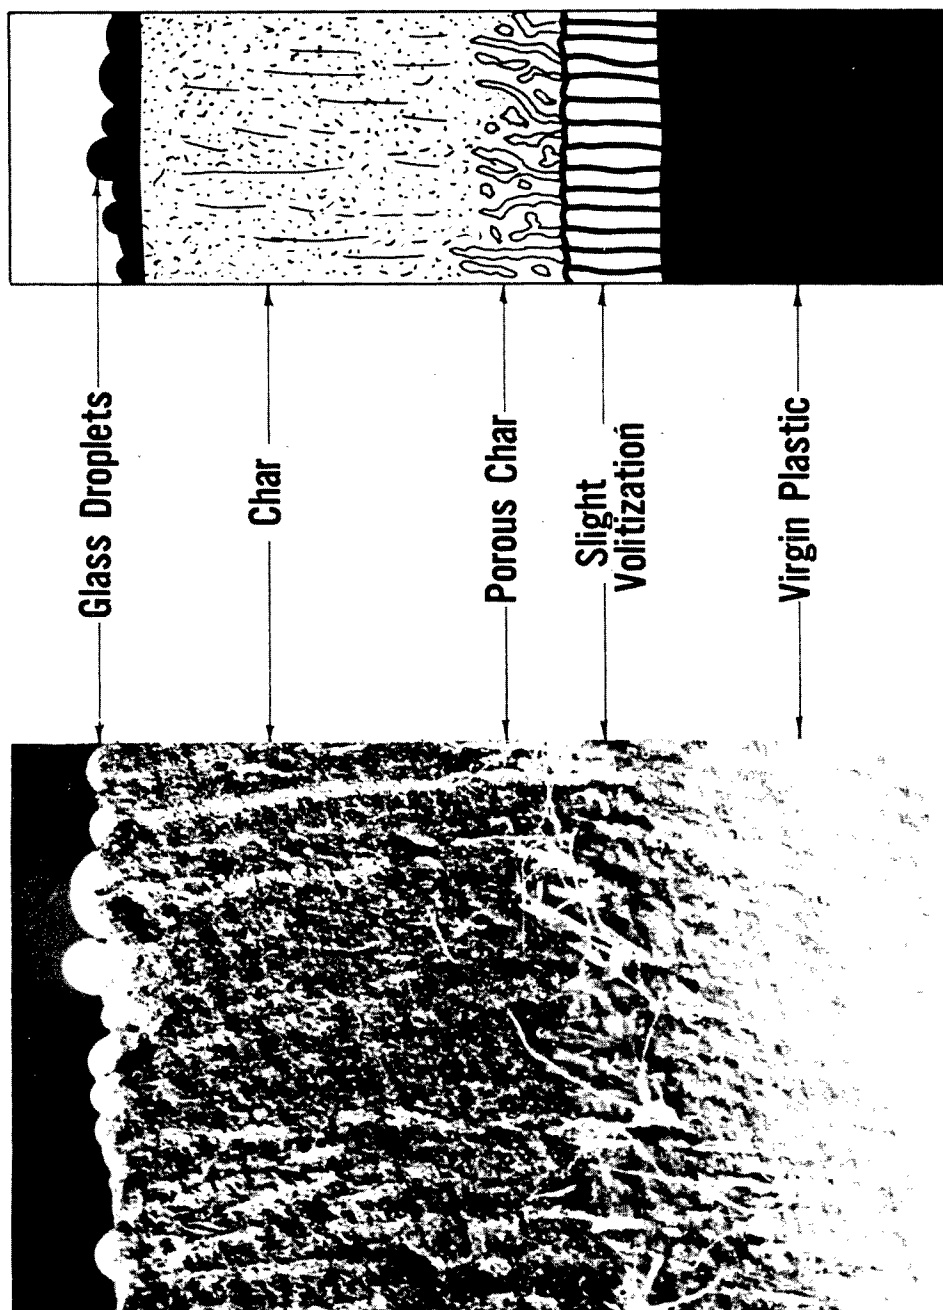 Glass Droplets
Char
Porous Char
Slight
Volitization
Virgin Plastic